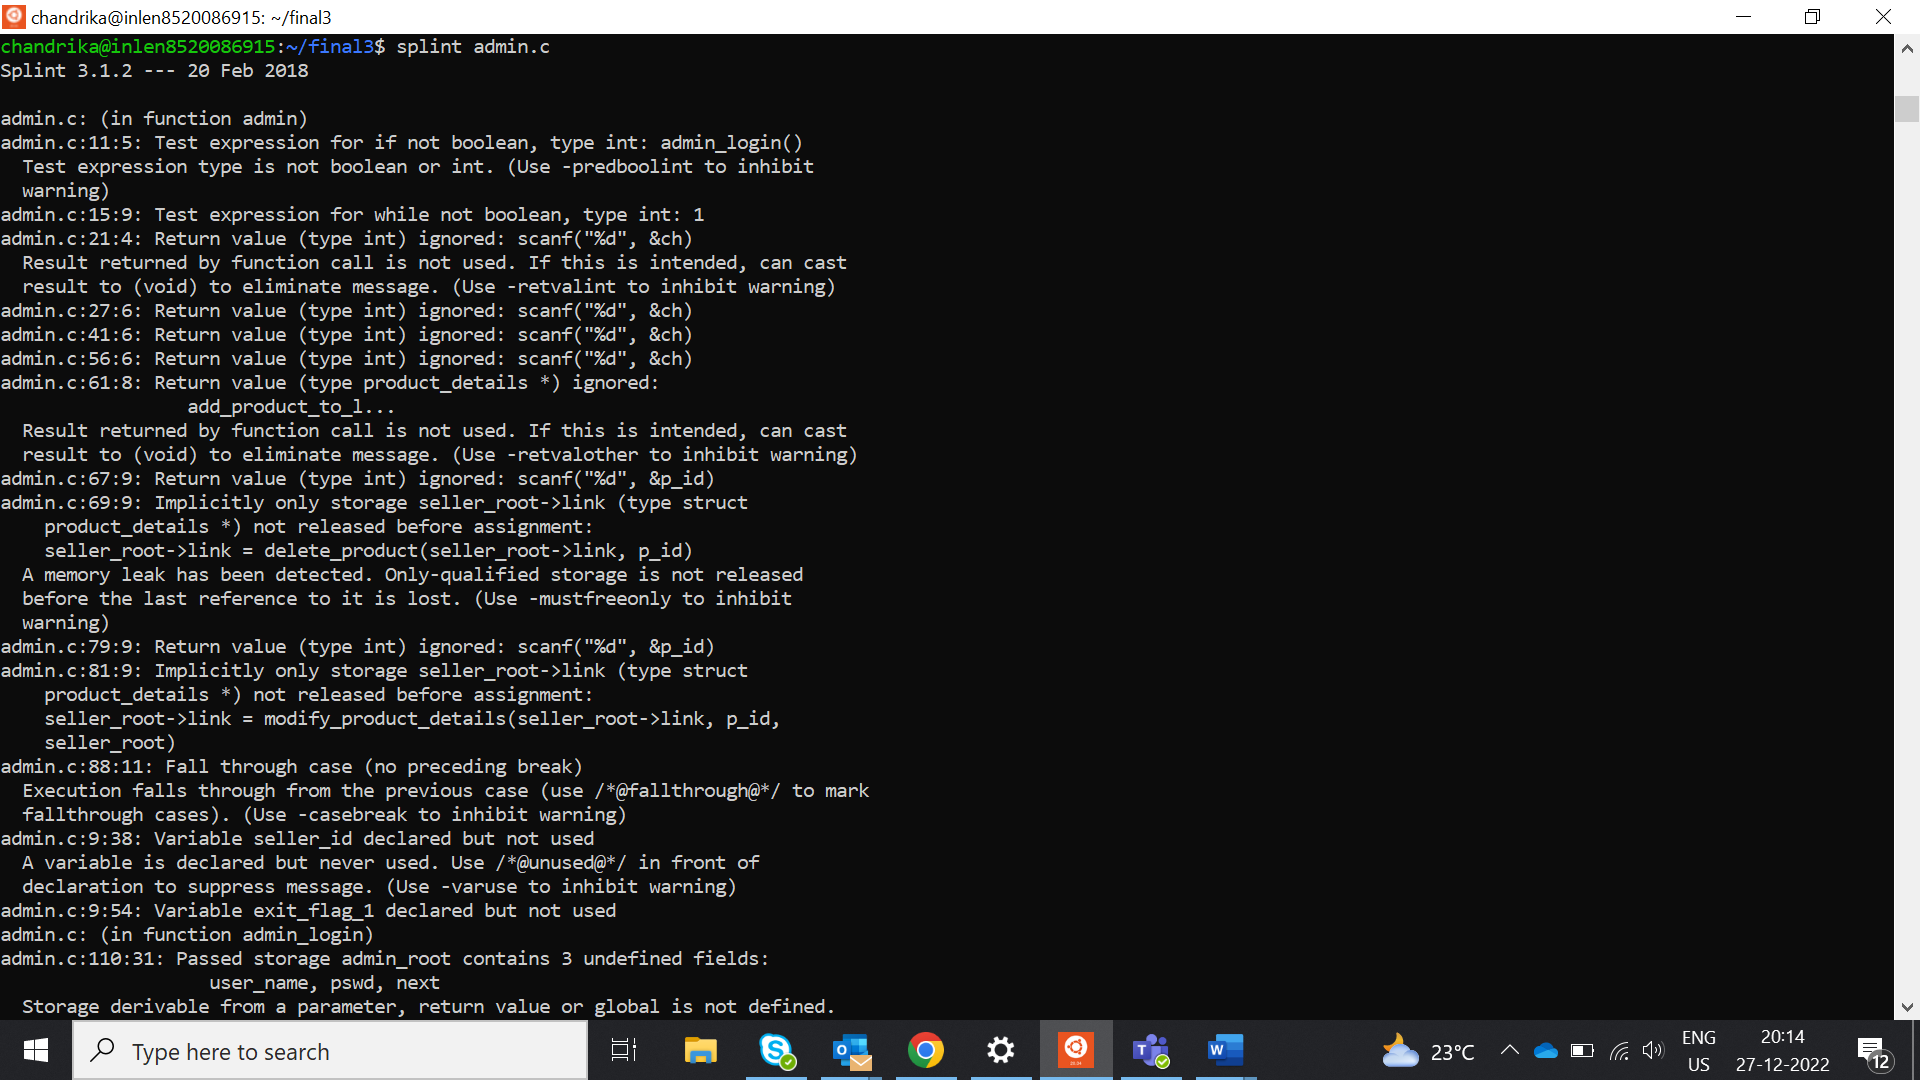 chandrika@inlen8520086915: ~/final3
chandrika@inlen8520086915:~/final3$ splint admin.c
Splint 3.1.2 --- 20 Feb 2018
admin.c: (in function admin)
admin.c:11:5: Test expression for if not boolean, type int: admin_login()
  Test expression type is not boolean or int. (Use -predboolint to inhibit
  warning)
admin.c:15:9: Test expression for while not boolean, type int: 1
admin.c:21:4: Return value (type int) ignored: scanf("%d", &ch)
  Result returned by function call is not used. If this is intended, can cast
  result to (void) to eliminate message. (Use -retvalint to inhibit warning)
admin.c:27:6: Return value (type int) ignored: scanf("%d", &ch)
admin.c:41:6: Return value (type int) ignored: scanf("%d", &ch)
admin.c:56:6: Return value (type int) ignored: scanf("%d", &ch)
admin.c:61:8: Return value (type product_details *) ignored:
                 add_product_to_l...
  Result returned by function call is not used. If this is intended, can cast
  result to (void) to eliminate message. (Use -retvalother to inhibit warning)
admin.c:67:9: Return value (type int) ignored: scanf("%d", &p_id)
admin.c:69:9: Implicitly only storage seller_root->link (type struct
    product_details *) not released before assignment:
    seller_root->link = delete_product(seller_root->link, p_id)
  A memory leak has been detected. Only-qualified storage is not released
  before the last reference to it is lost. (Use -mustfreeonly to inhibit
  warning)
admin.c:79:9: Return value (type int) ignored: scanf("%d", &p_id)
admin.c:81:9: Implicitly only storage seller_root->link (type struct
    product_details *) not released before assignment:
    seller_root->link = modify_product_details(seller_root->link, p_id,
    seller_root)
admin.c:88:11: Fall through case (no preceding break)
  Execution falls through from the previous case (use /*@fallthrough@*/ to mark
  fallthrough cases). (Use -casebreak to inhibit warning)
admin.c:9:38: Variable seller_id declared but not used
  A variable is declared but never used. Use /*@unused@*/ in front of
  declaration to suppress message. (Use -varuse to inhibit warning)
admin.c:9:54: Variable exit_flag_1 declared but not used
admin.c: (in function admin_login)
admin.c:110:31: Passed storage admin_root contains 3 undefined fields:
                   user_name, pswd, next
  Storage derivable from a parameter, return value or global is not defined.
Type here to search
23°C
ENG
US
20:14
27-12-2022
12